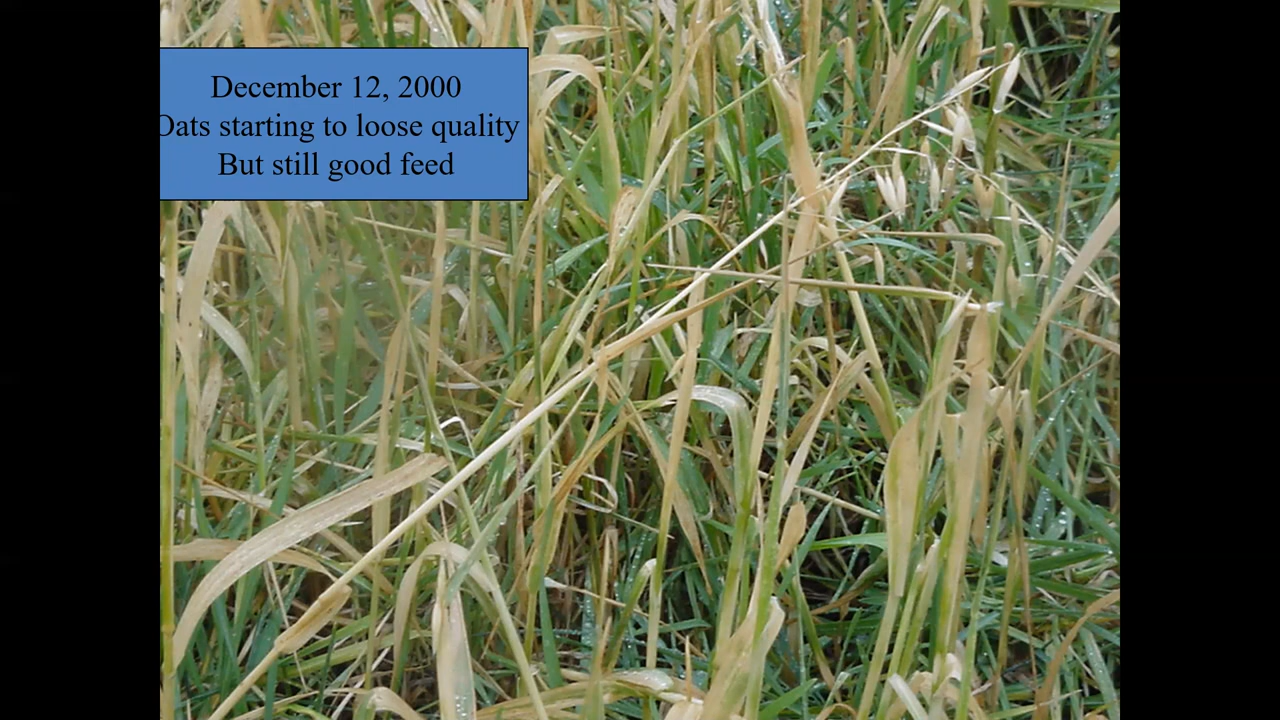 December 12, 2000
Oats starting to loose quality
But still good feed